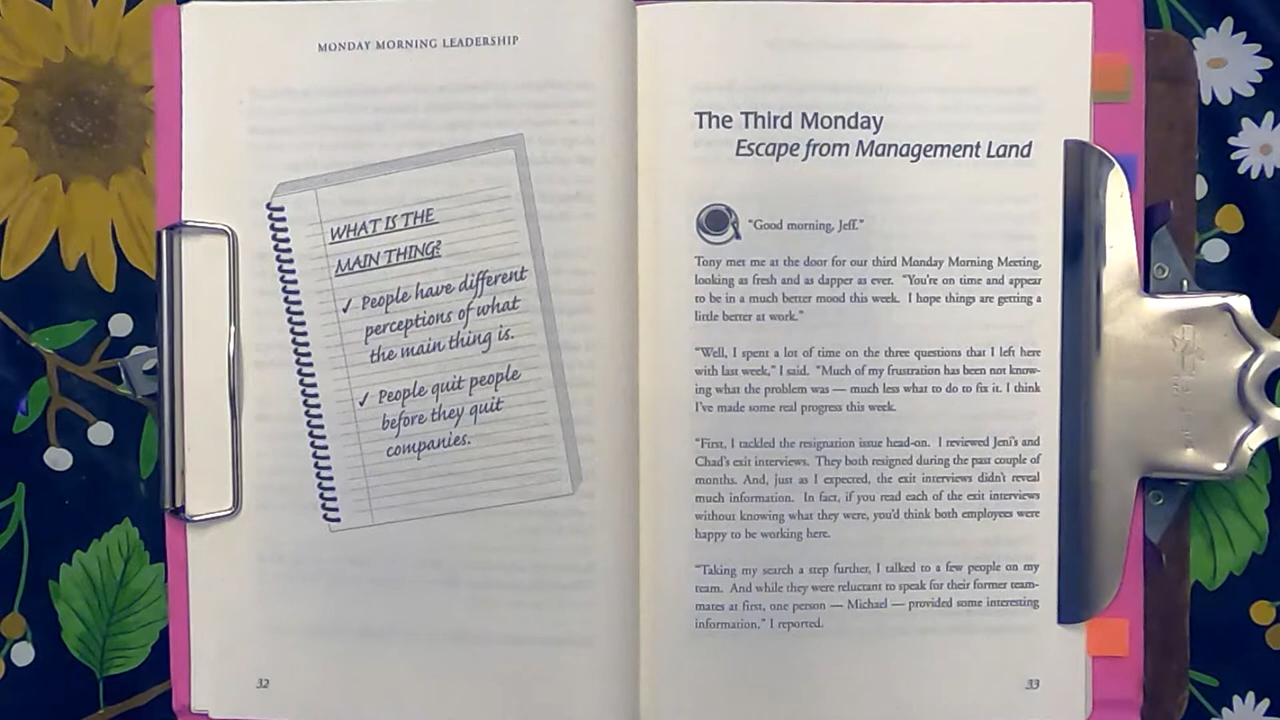 MONDAY MORNING LEADERSHIP
WHAT IS THE
MAIN THING?
✓ People have different
perceptions of what
the main thing is.
✓ People quit people
before they quit
companies.
32
The Third Monday
Escape from Management Land
"Good morning, Jeff."
Tony met me at the door for our third Monday Morning Meeting,
looking as fresh and as dapper as ever. "You're on time and appear
to be in a much better mood this week. I hope things are getting a
little better at work."
"Well, I spent a lot of time on the three questions that I left here
with last week," I said. "Much of my frustration has been not know-
ing what the problem was — much less what to do to fix it. I think
I've made some real progress this week.
"First, I tackled the resignation issue head-on. I reviewed Jeni's and
Chad's exit interviews. They both resigned during the past couple of
months. And, just as I expected, the exit interviews didn't reveal
much information. In fact, if you read each of the exit interviews
without knowing what they were, you'd think both employees were
happy to be working here.
"Taking my search a step further, I talked to a few people on my
team. And while they were reluctant to speak for their former team-
mates at first, one person — Michael — provided some interesting
information," I reported.
33